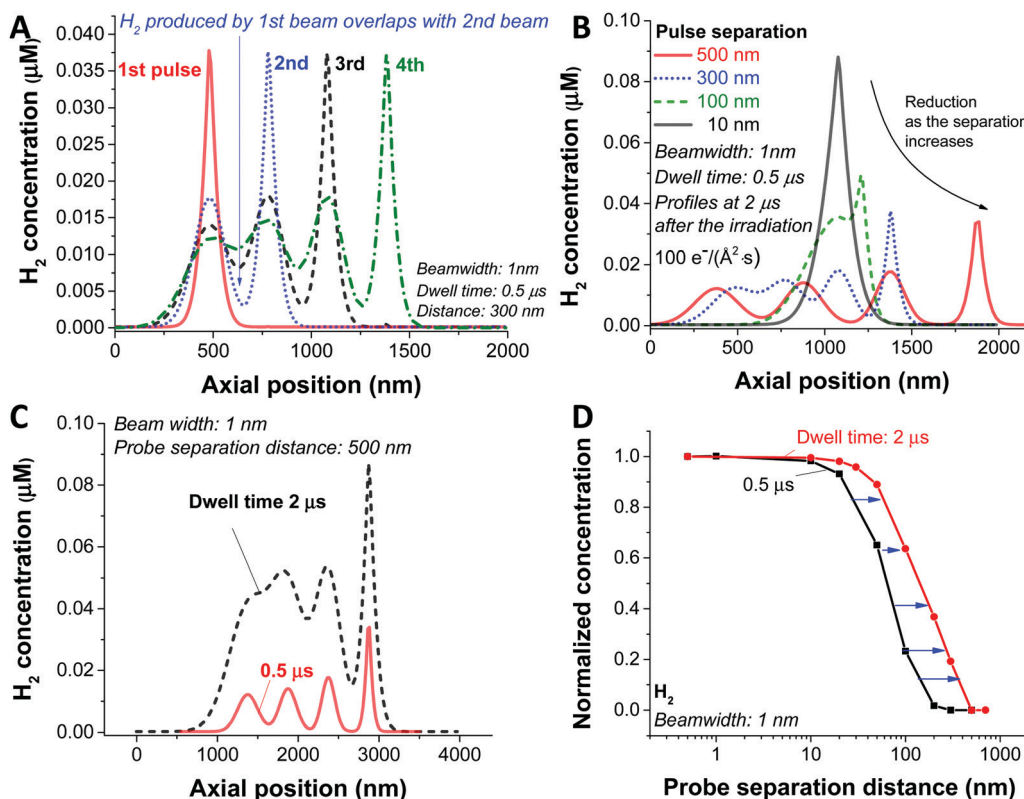 A
H₂ produced by 1st beam overlaps with 2nd beam
1st pulse
2nd
3rd
4th
0.040
0.035
0.030
0.025
0.020
0.015
0.010
0.005
0.000
H₂ concentration (μM)
Beamwidth: 1nm
Dwell time: 0.5 μs
Distance: 300 nm
0
500
1000
1500
2000
Axial position (nm)
B
Pulse separation
500 nm
300 nm
100 nm
10 nm
Beamwidth: 1nm
Dwell time: 0.5 μs
Profiles at 2 μs
after the irradiation
100 e⁻/(Å²·s)
Reduction
as the separation
increases
0.10
0.08
0.06
0.04
0.02
0.00
H₂ concentration (μM)
0
500
1000
1500
2000
Axial position (nm)
C
Beam width: 1 nm
Probe separation distance: 500 nm
Dwell time 2 μs
0.5 μs
0.10
0.08
0.06
0.04
0.02
0.00
H₂ concentration (μM)
0
1000
2000
3000
4000
Axial position (nm)
D
Dwell time: 2 μs
0.5 μs
1.0
0.8
0.6
0.4
0.2
0.0
Normalized concentration
H₂
Beamwidth: 1 nm
1
10
100
1000
Probe separation distance (nm)